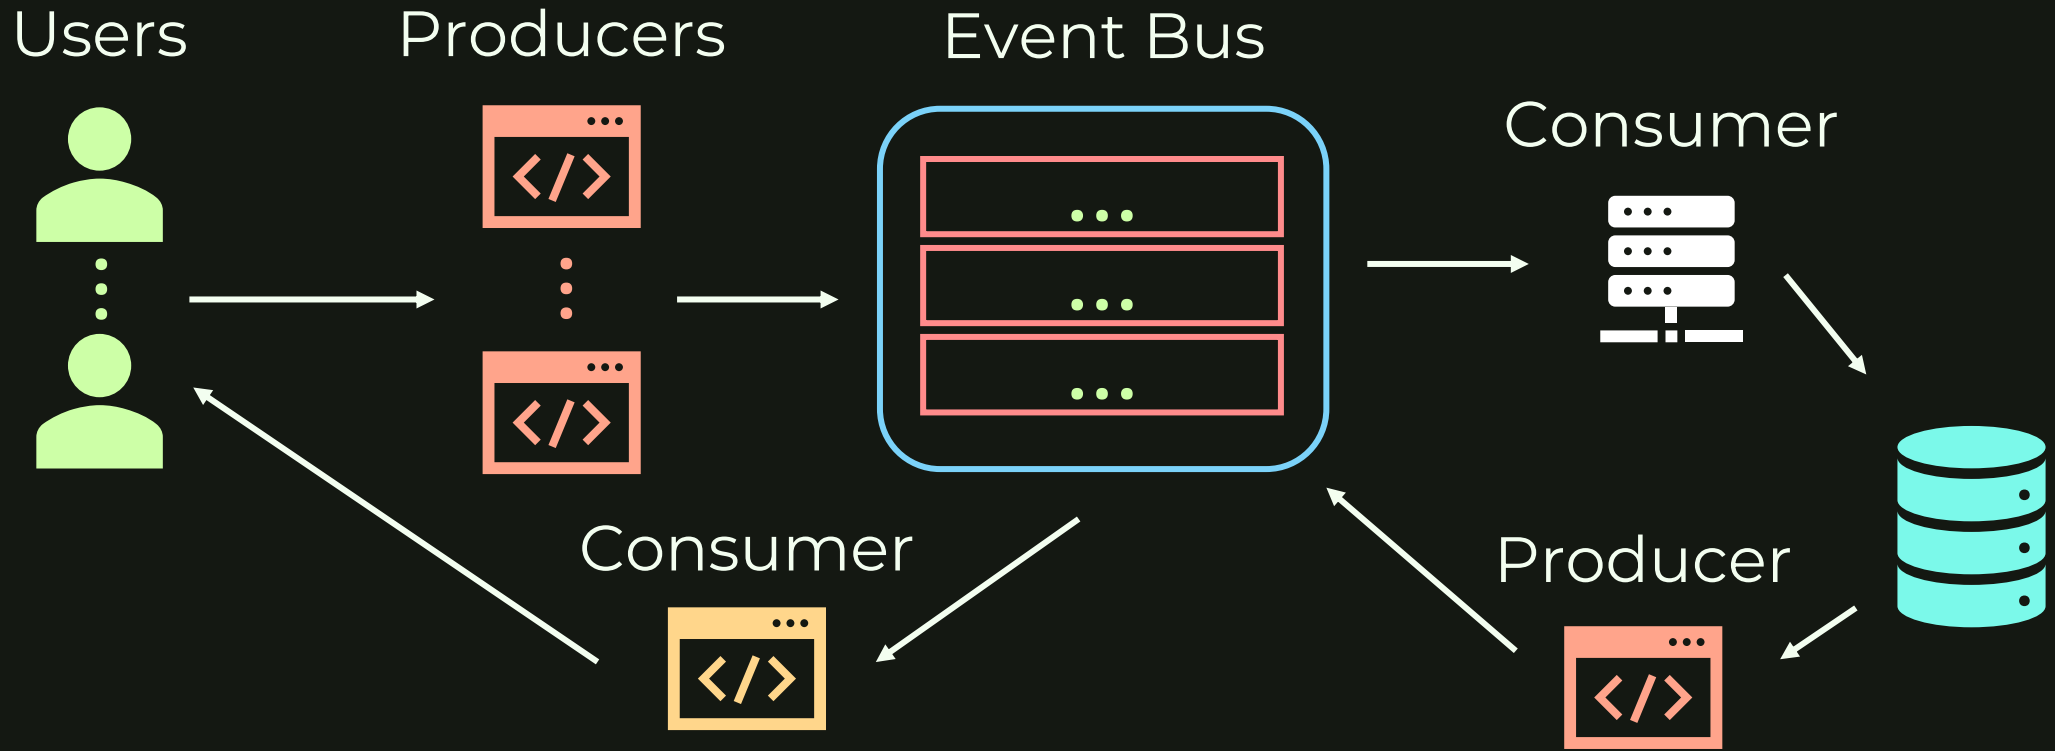 Users
Producers
Event Bus
Consumer
Consumer
Producer